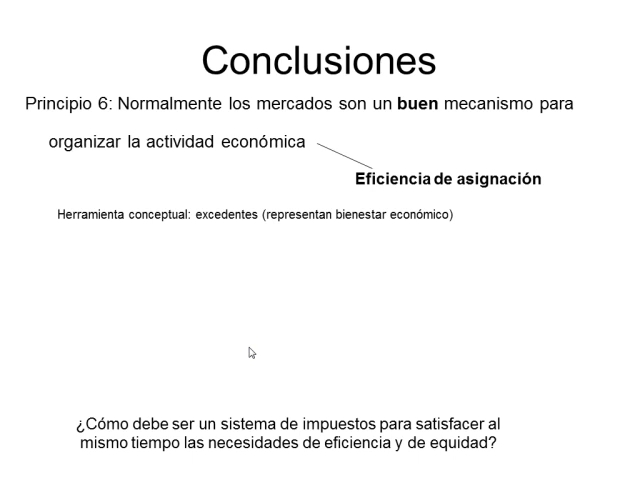 Conclusiones
Principio 6: Normalmente los mercados son un buen mecanismo para
organizar la actividad económica
Eficiencia de asignación
Herramienta conceptual: excedentes (representan bienestar económico)
¿Cómo debe ser un sistema de impuestos para satisfacer al
mismo tiempo las necesidades de eficiencia y de equidad?